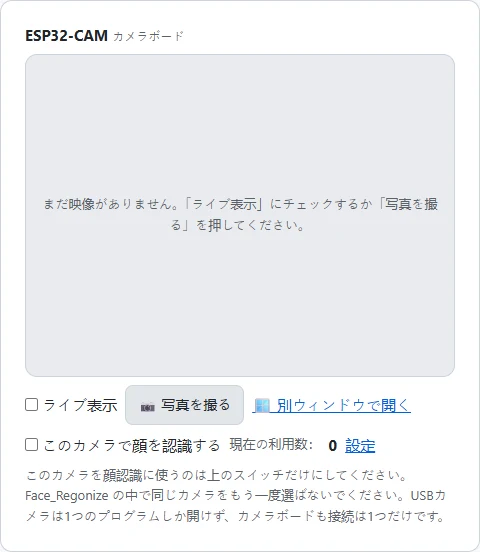 ESP32-CAM カメラボード
まだ映像がありません。「ライブ表示」にチェックするか「写真を撮
る」を押してください。
ライブ表示 写真を撮る 別ウィンドウで開く
このカメラで顔を認識する 現在の利用数: 0 設定
このカメラを顔認識に使うのは上のスイッチだけにしてください。
Face_Regonize の中で同じカメラをもう一度選ばないでください。USBカ
メラは1つのプログラムしか開けず、カメラボードも接続は1つだけです。